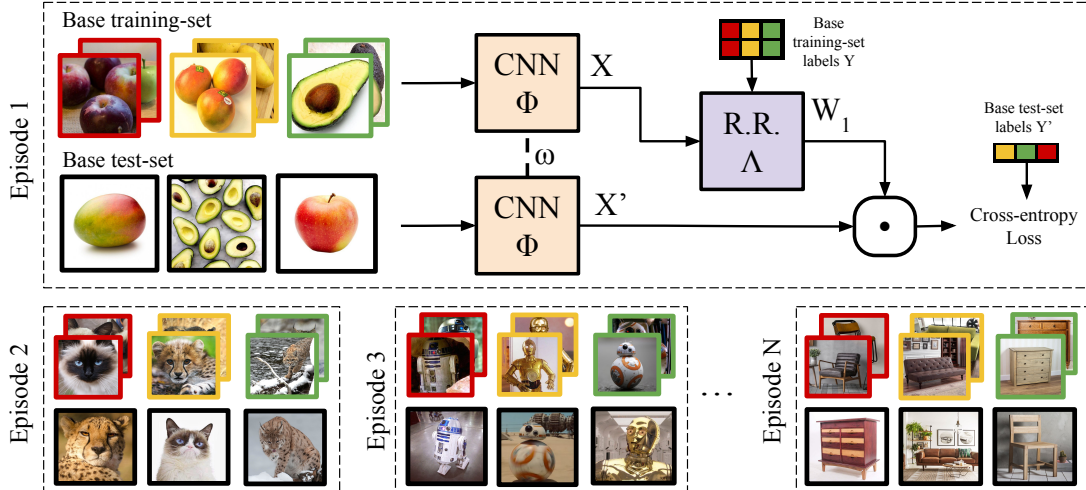 Episode 1
Base training-set
Base test-set
CNN
Φ
ω
CNN
Φ
X
X'
Base
training-set
labels Y
R.R.
Λ
W₁
Base test-set
labels Y'
Cross-entropy
Loss
Episode 2
Episode 3
...
Episode N